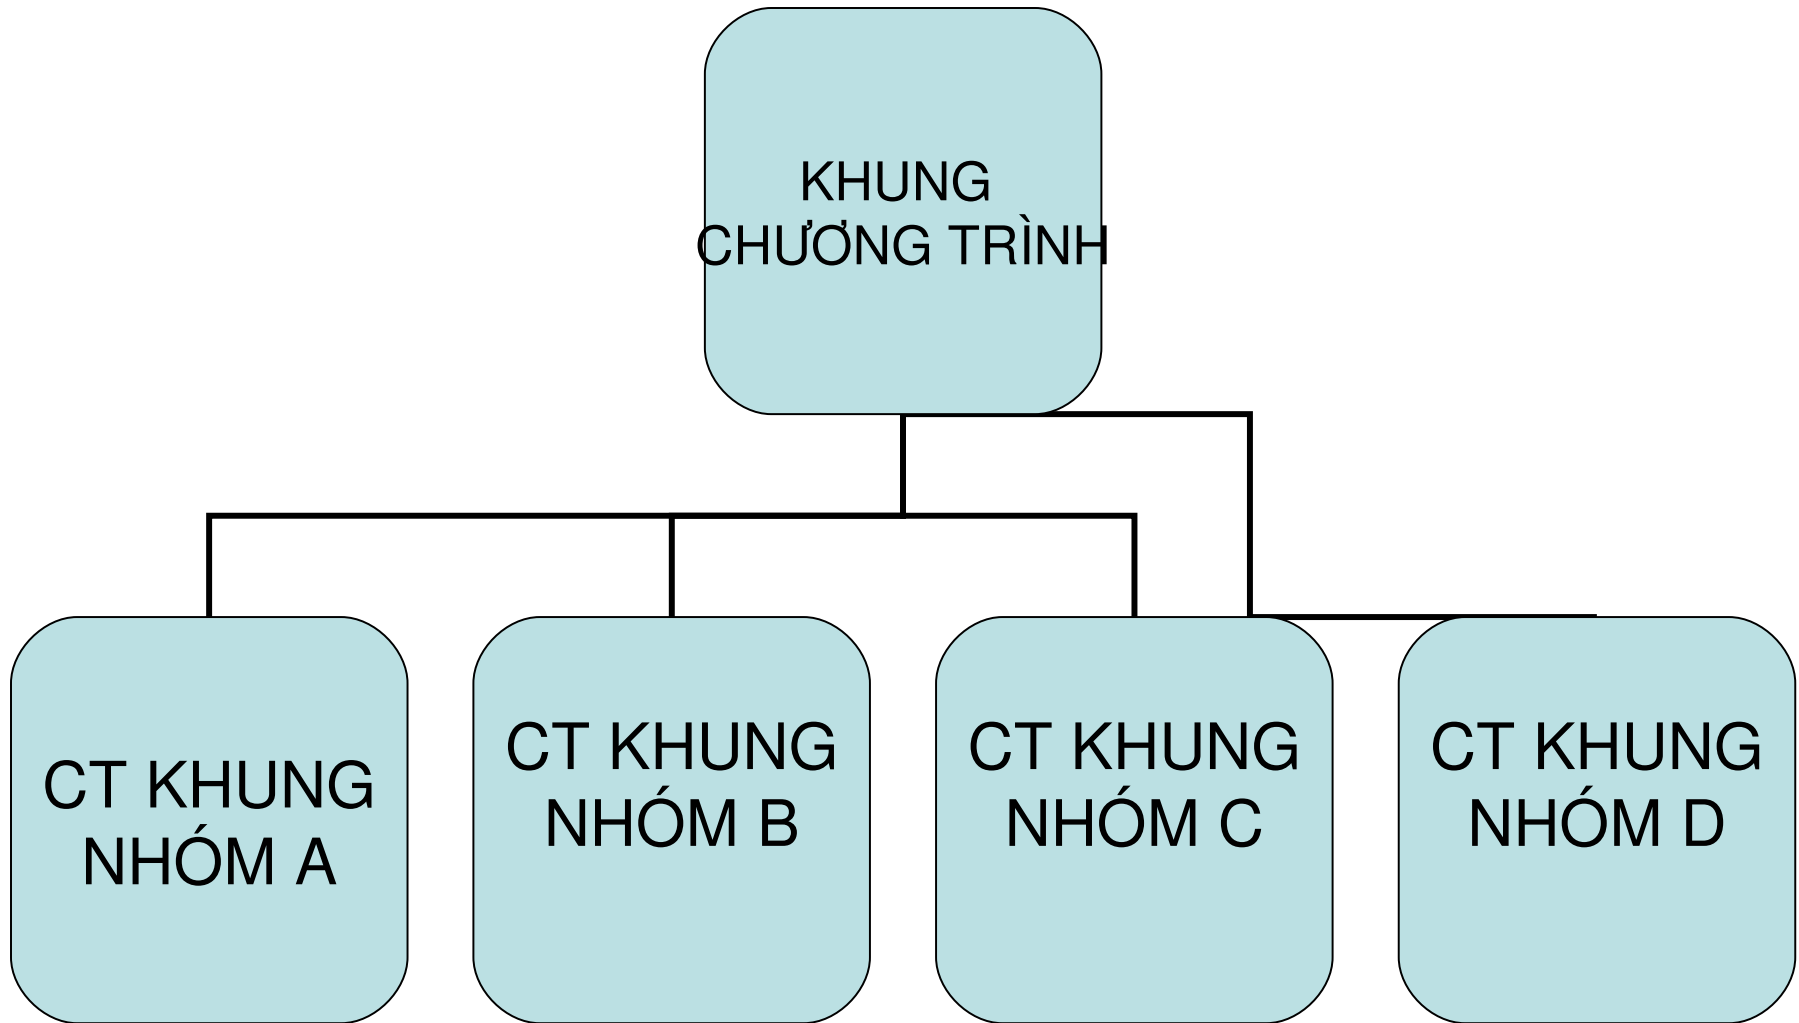 KHUNG
CHƯƠNG TRÌNH
CT KHUNG
NHÓM A
CT KHUNG
NHÓM B
CT KHUNG
NHÓM C
CT KHUNG
NHÓM D